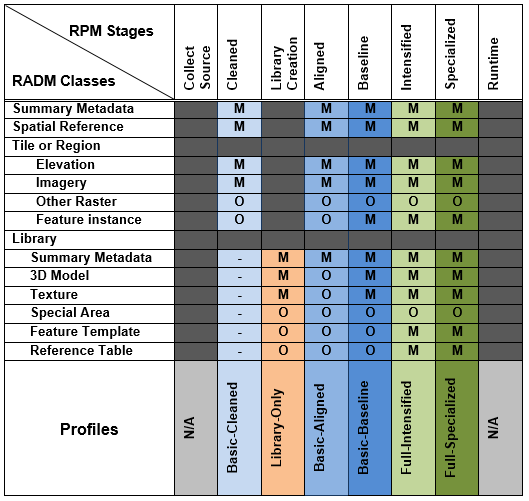 RPM Stages
RADM Classes
Collect Source
Cleaned
Library Creation
Aligned
Baseline
Intensified
Specialized
Runtime
Summary Metadata M M M M M
Spatial Reference M M M M M
Tile or Region
Elevation M M M M M
Imagery M M M M M
Other Raster O O O O O
Feature instance O O O M M
Library
Summary Metadata - M M M M M
3D Model - M O M M M
Texture - M O M M M
Special Area - O O O O O
Feature Template - O O O M M
Reference Table - O O O M M
Profiles
N/A
Basic-Cleaned
Library-Only
Basic-Aligned
Basic-Baseline
Full-Intensified
Full-Specialized
N/A